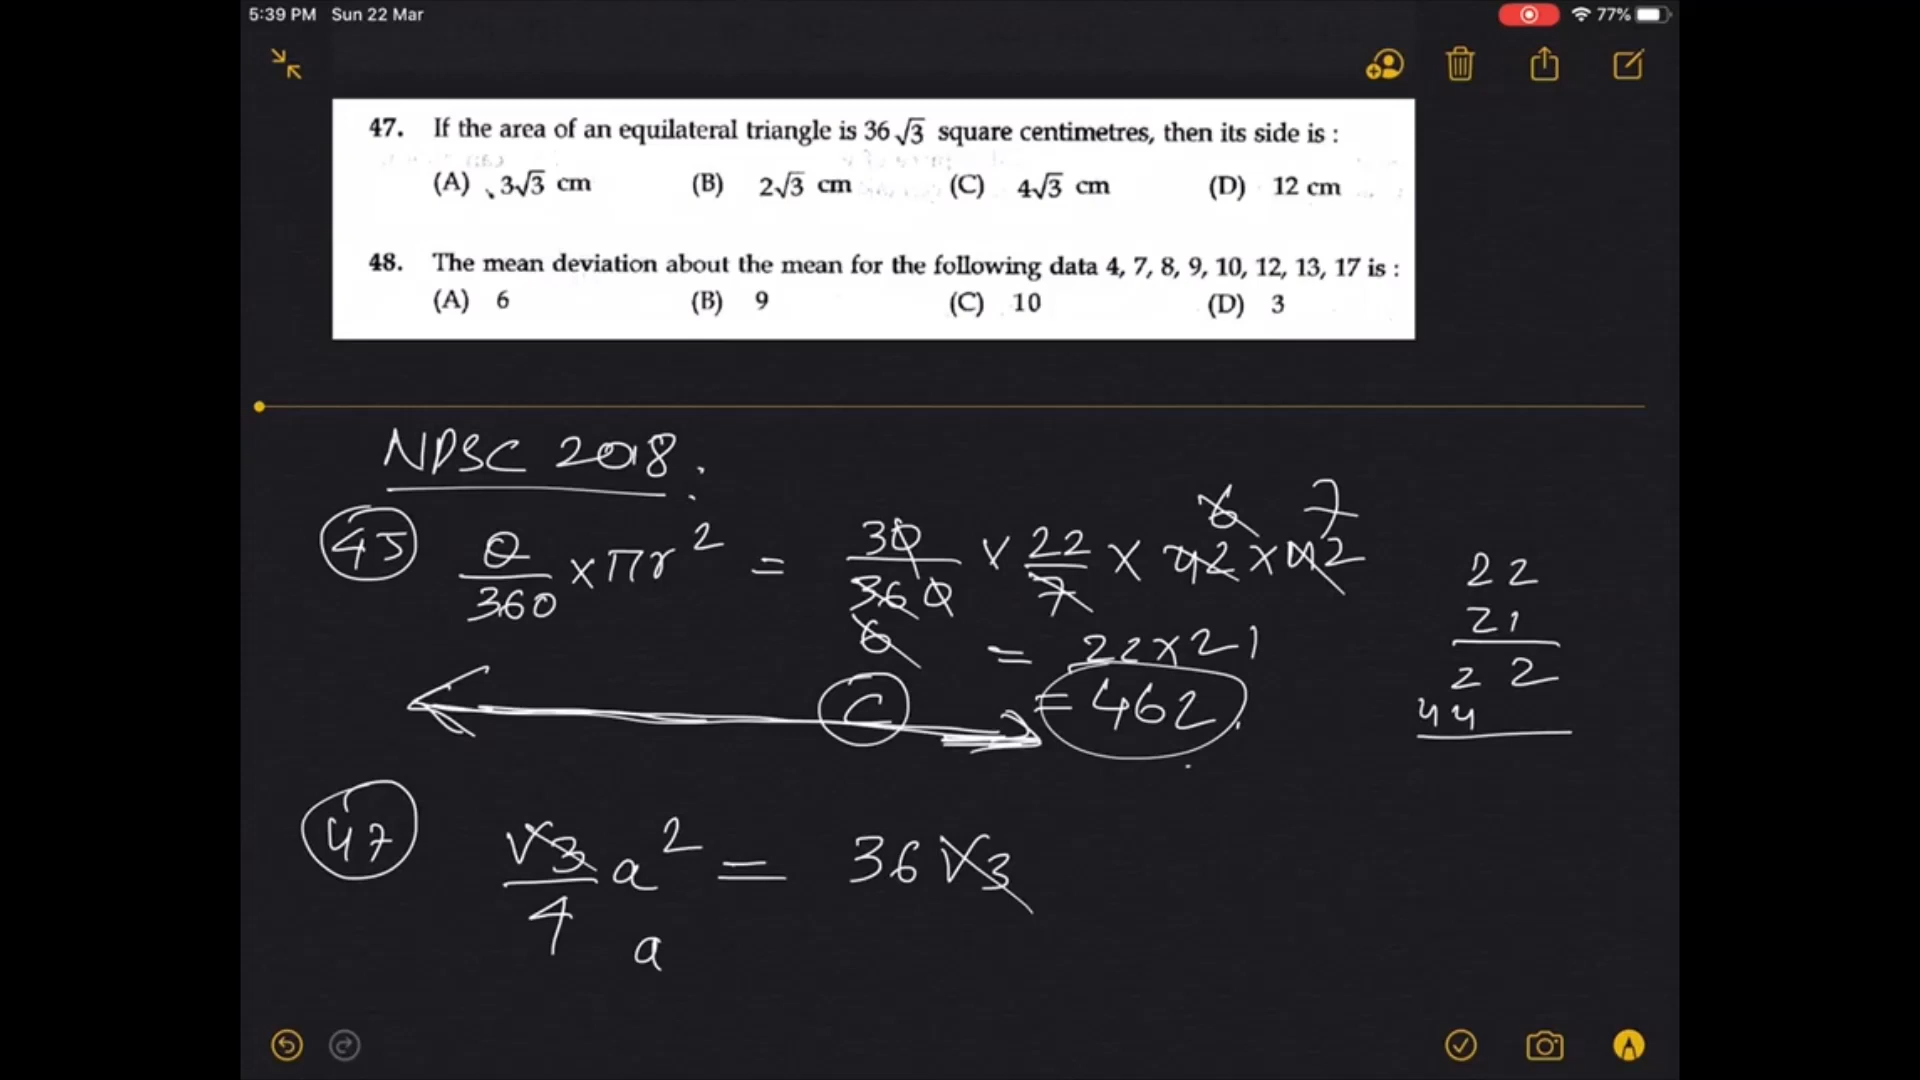 5:39 PM Sun 22 Mar 77%
47. If the area of an equilateral triangle is 36√3 square centimetres, then its side is :
(A) 3√3 cm (B) 2√3 cm (C) 4√3 cm (D) 12 cm
48. The mean deviation about the mean for the following data 4, 7, 8, 9, 10, 12, 13, 17 is :
(A) 6 (B) 9 (C) 10 (D) 3
NPSC 2018.
45 θ/360 × πr² = 30/360 × 22/7 × 42 × 42
6 7
6
= 22×21
C = 462
22
21
22
44
47 √3/4 a² = 36√3
a